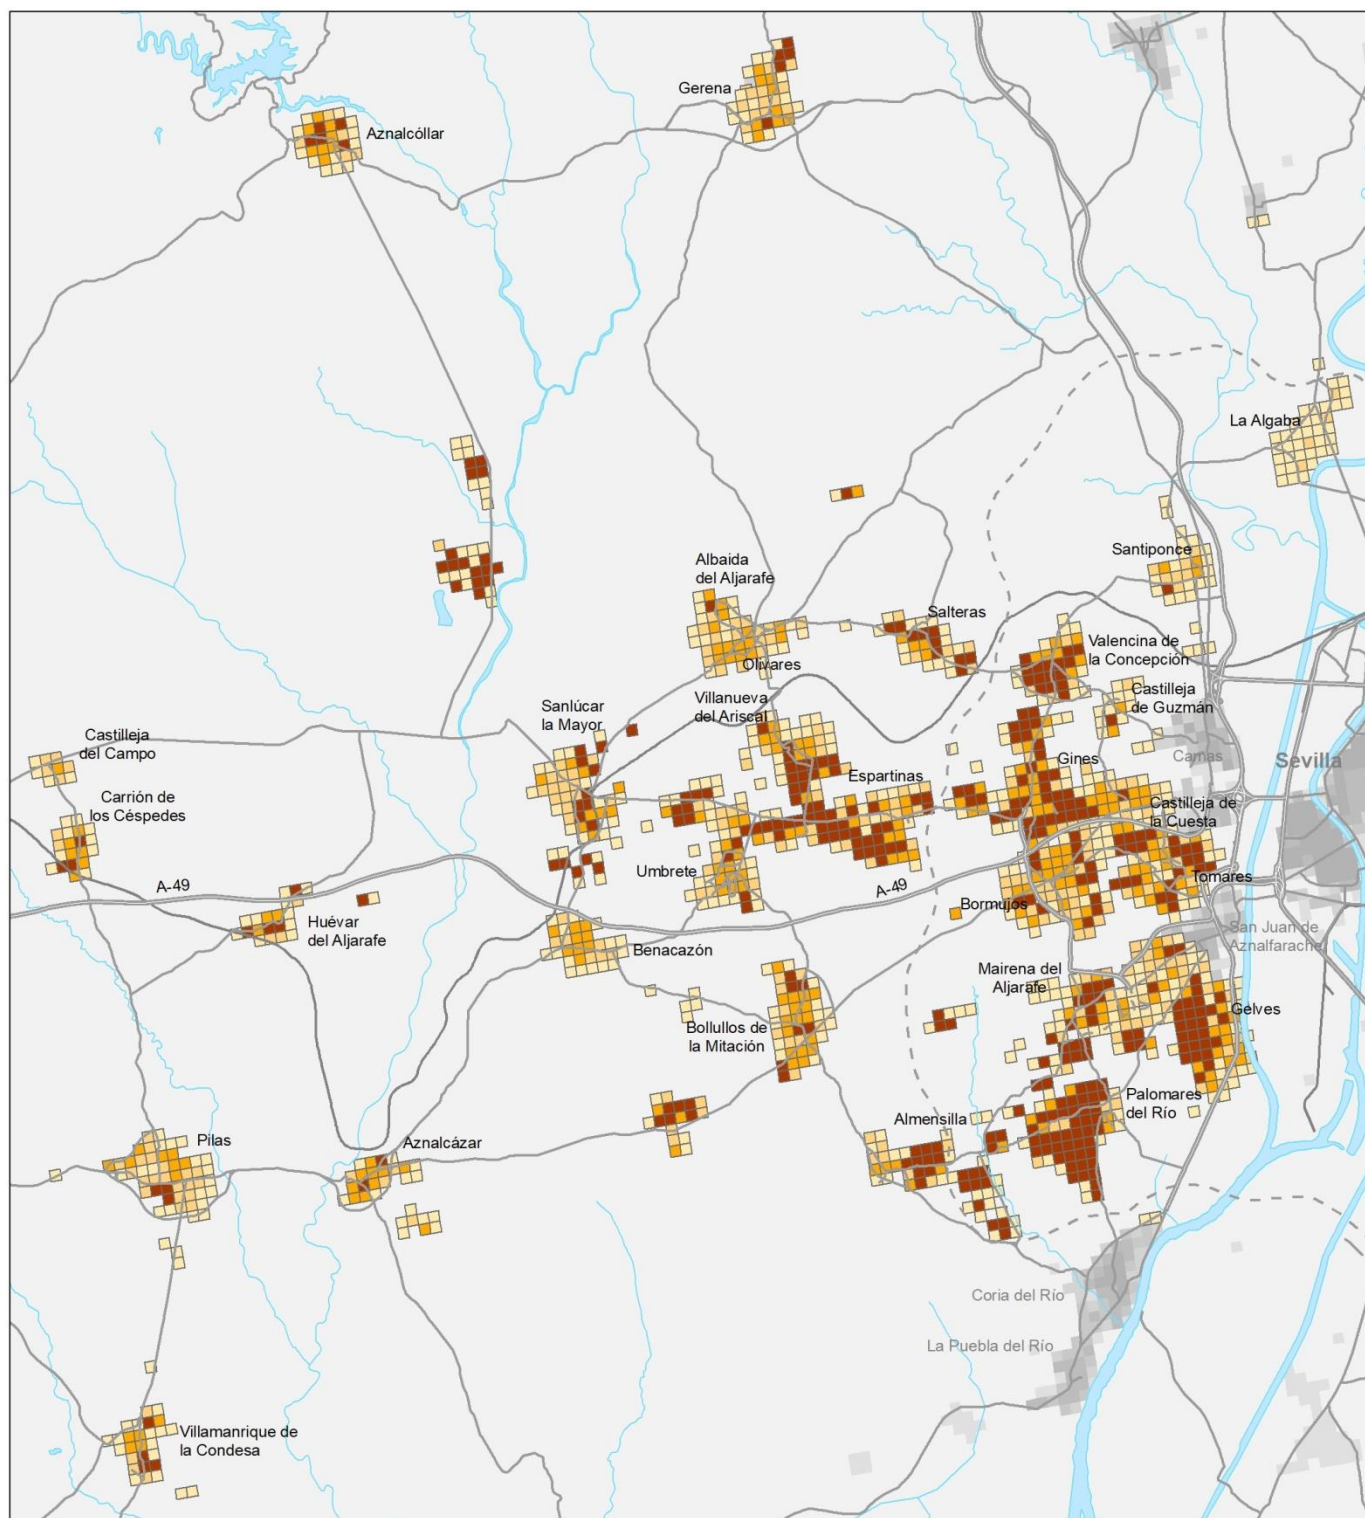 Gerena
Aznalcóllar
La Algaba
Santiponce
Albaida
del Aljarafe
Salteras
Valencina de
la Concepción
Olivares
Castilleja
de Guzmán
Villanueva
del Ariscal
Sanlúcar
la Mayor
Castilleja
del Campo
Camas
Sevilla
Gines
Espartinas
Carrión de
los Céspedes
Castilleja de
la Cuesta
Umbrete
Tomares
A-49
A-49
Bormujos
Huévar
del Aljarafe
San Juan de
Aznalfarache
Benacazón
Mairena del
Aljarafe
Gelves
Bollullos de
la Mitación
Palomares
del Río
Almensilla
Pilas
Aznalcázar
Coria del Río
La Puebla del Río
Villamanrique de
la Condesa